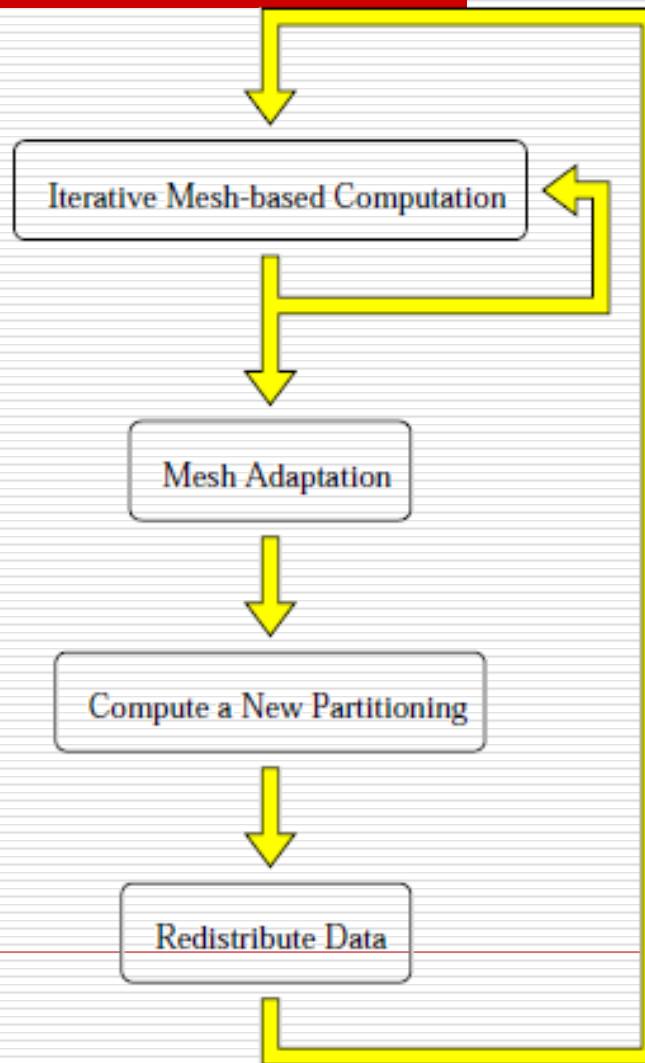 Iterative Mesh-based Computation
Mesh Adaptation
Compute a New Partitioning
Redistribute Data